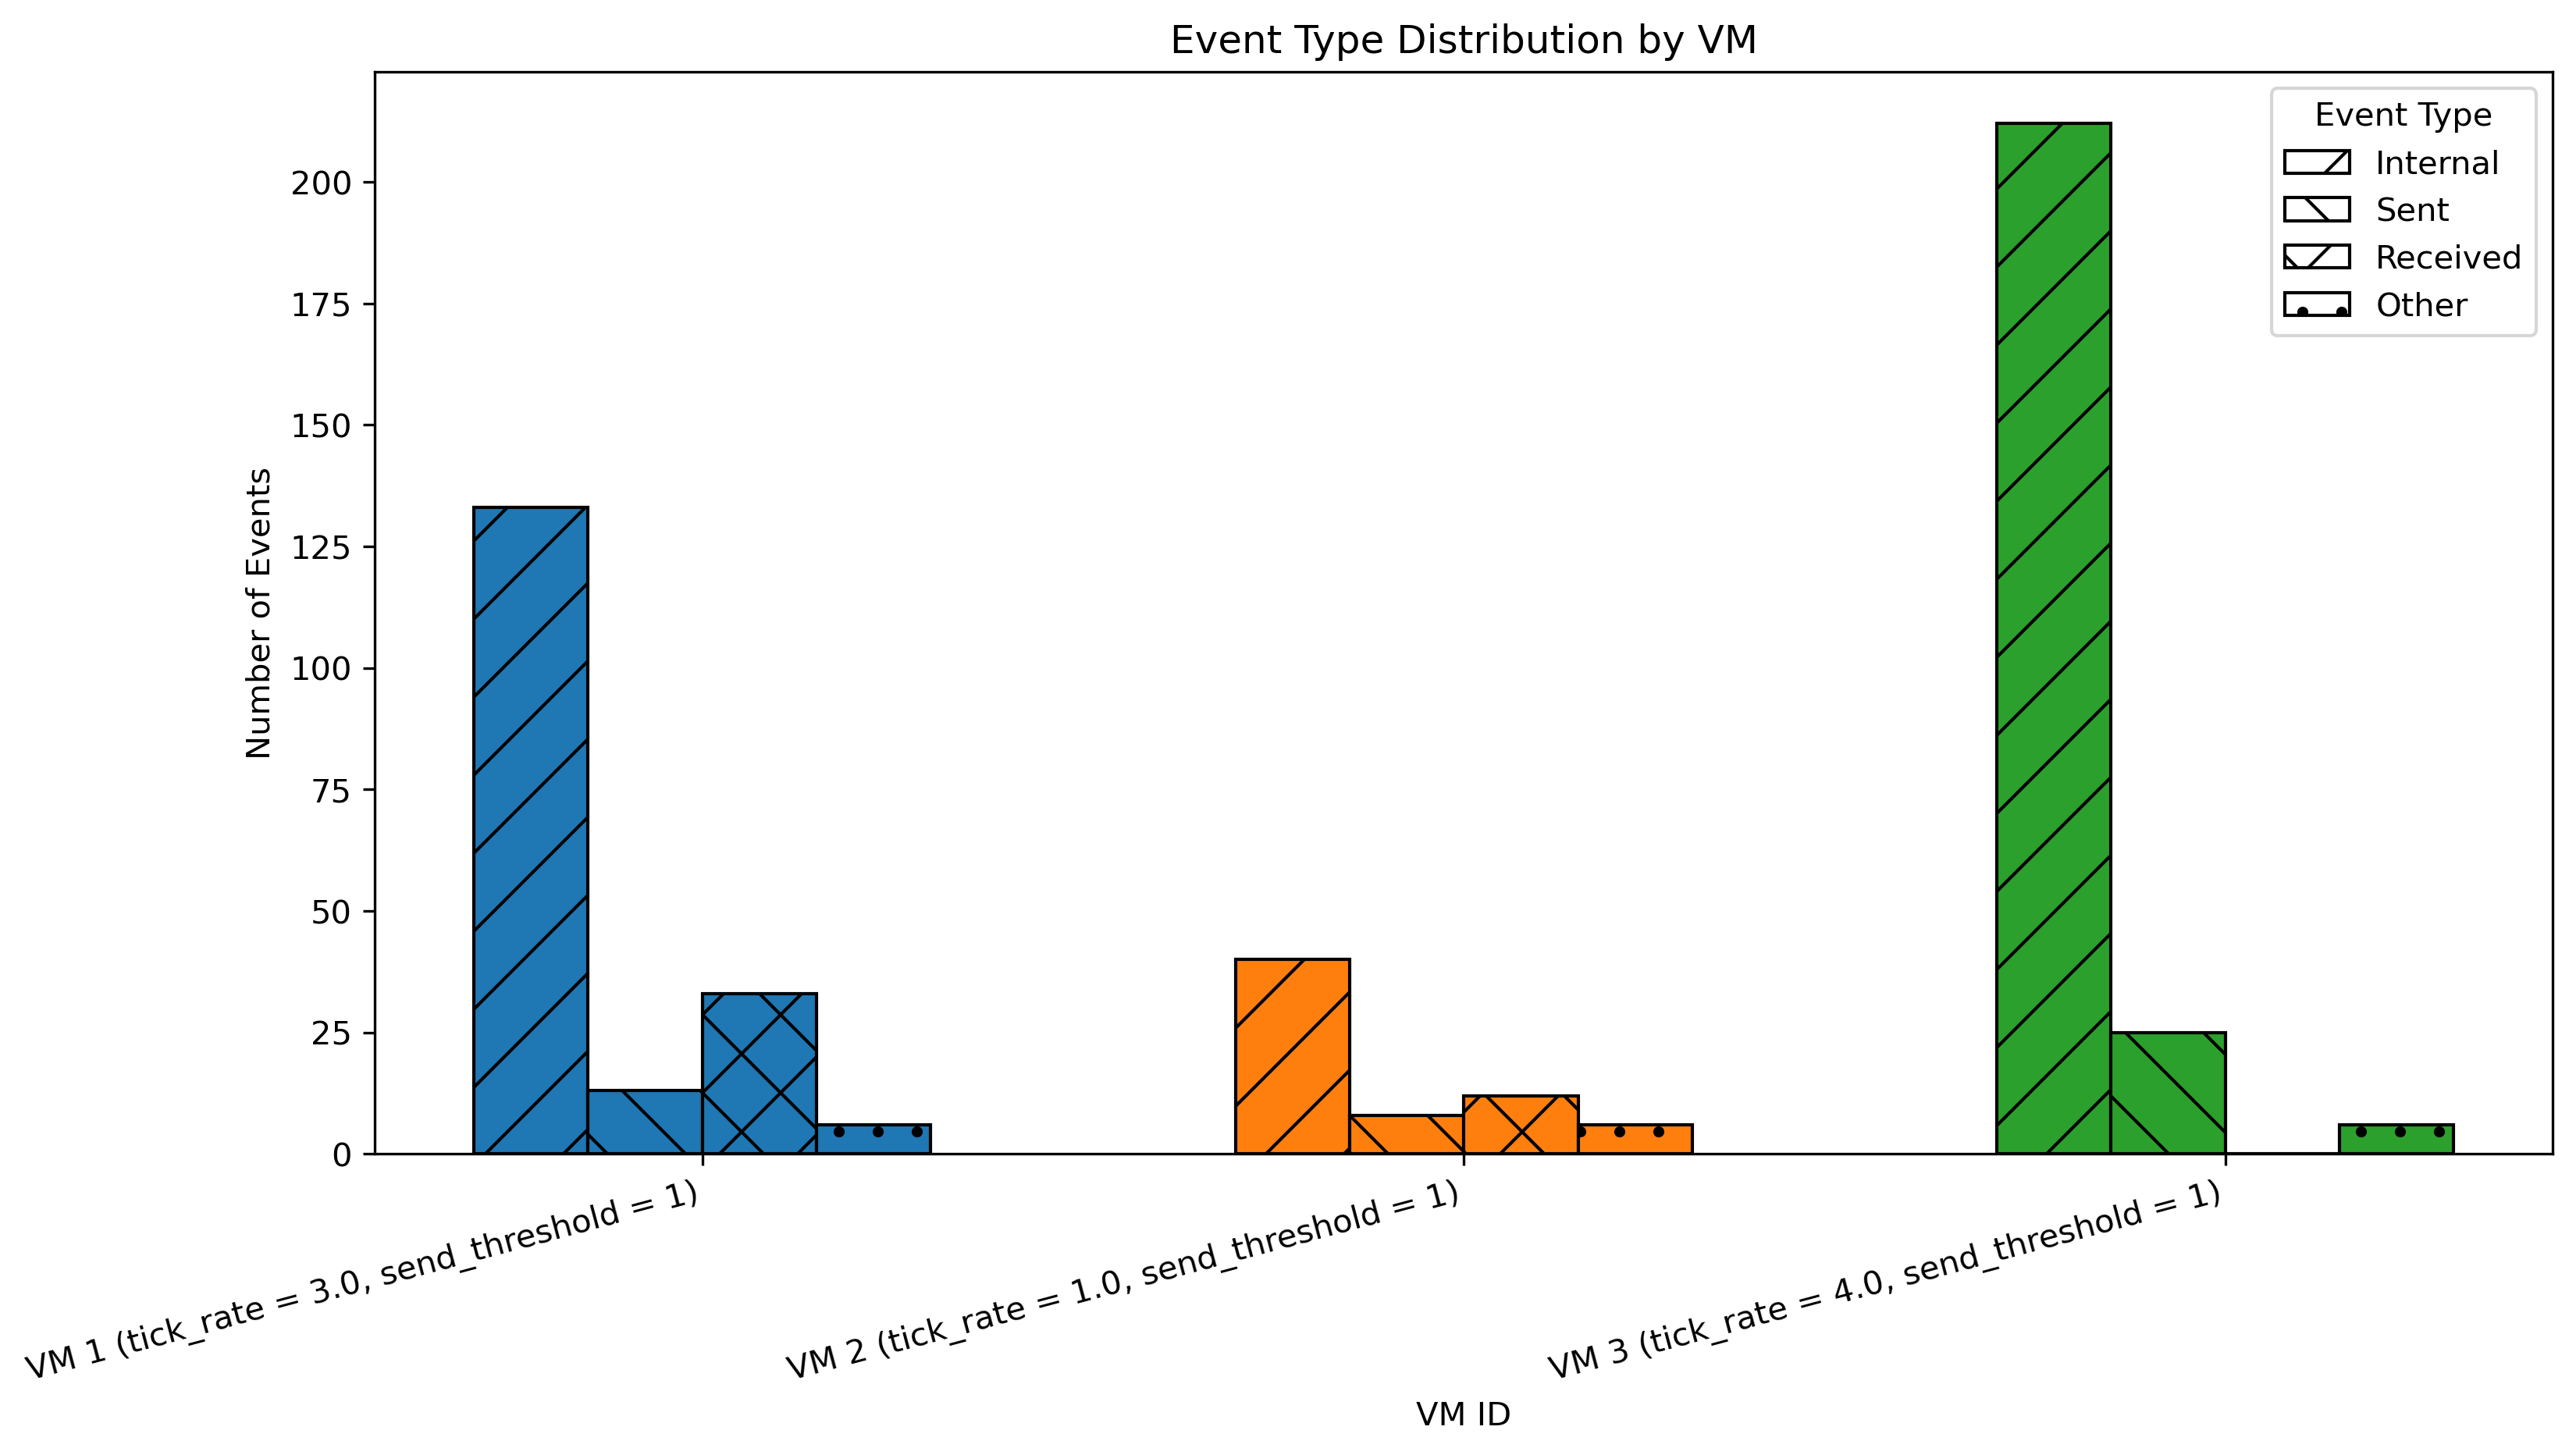 Event Type Distribution by VM
Event Type
Internal
Sent
Received
Other
Number of Events
200
175
150
125
100
75
50
25
0
VM 1 (tick_rate = 3.0, send_threshold = 1)
VM 2 (tick_rate = 1.0, send_threshold = 1)
VM 3 (tick_rate = 4.0, send_threshold = 1)
VM ID